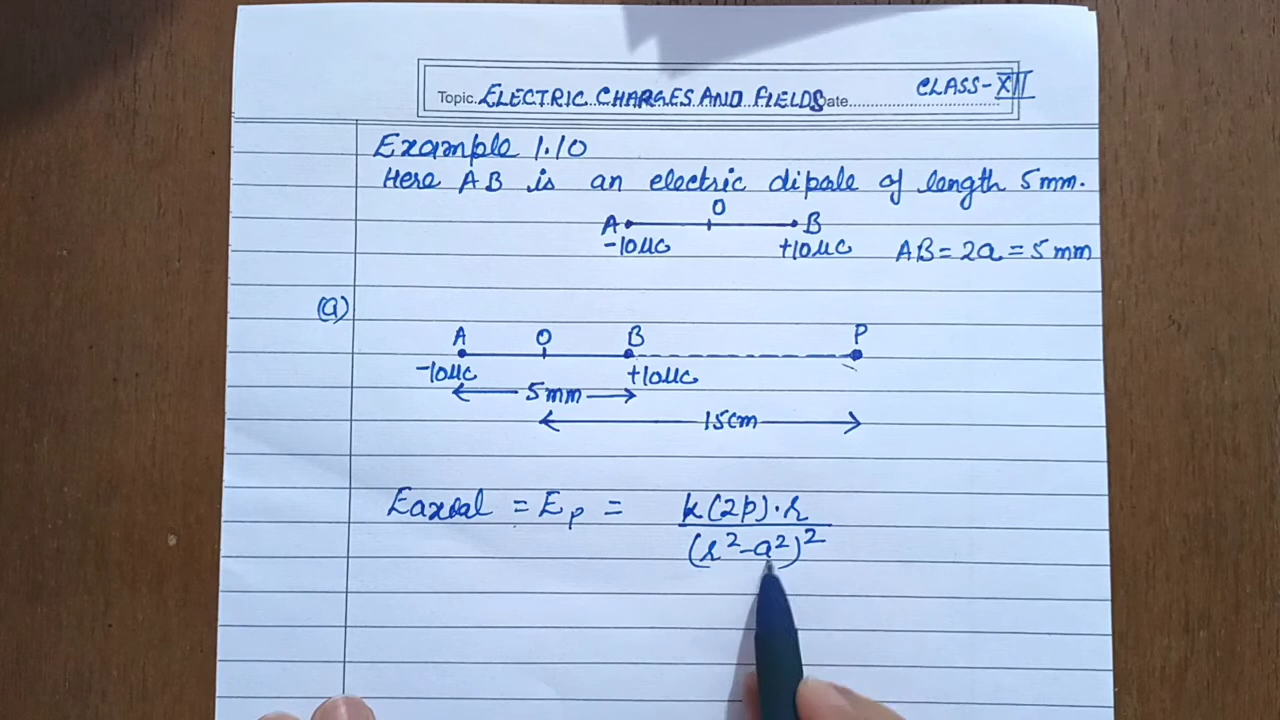 CLASS-XII
Topic. ELECTRIC CHARGES AND FIELDS Date
Example 1.10
Here AB is an electric dipole of length 5mm.
A O B
-10μC +10μC AB = 2a = 5mm
(a)
A O B P
-10μC +10μC
5mm
15cm
Eaxial = Ep = k(2p)·r
(r²-a²)²